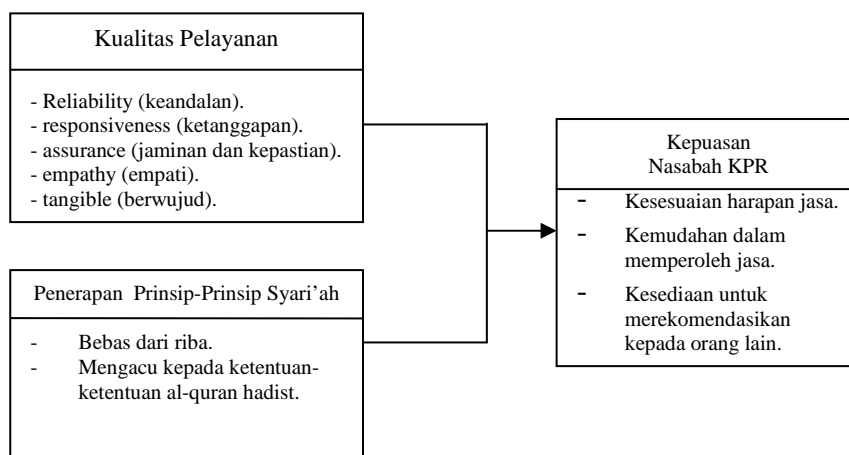 Kualitas Pelayanan
- Reliability (keandalan).
- responsiveness (ketanggapan).
- assurance (jaminan dan kepastian).
- empathy (empati).
- tangible (berwujud).
Penerapan Prinsip-Prinsip Syari’ah
- Bebas dari riba.
- Mengacu kepada ketentuan-
ketentuan al-quran hadist.
Kepuasan
Nasabah KPR
- Kesesuaian harapan jasa.
- Kemudahan dalam
memperoleh jasa.
- Kesediaan untuk
merekomendasikan
kepada orang lain.